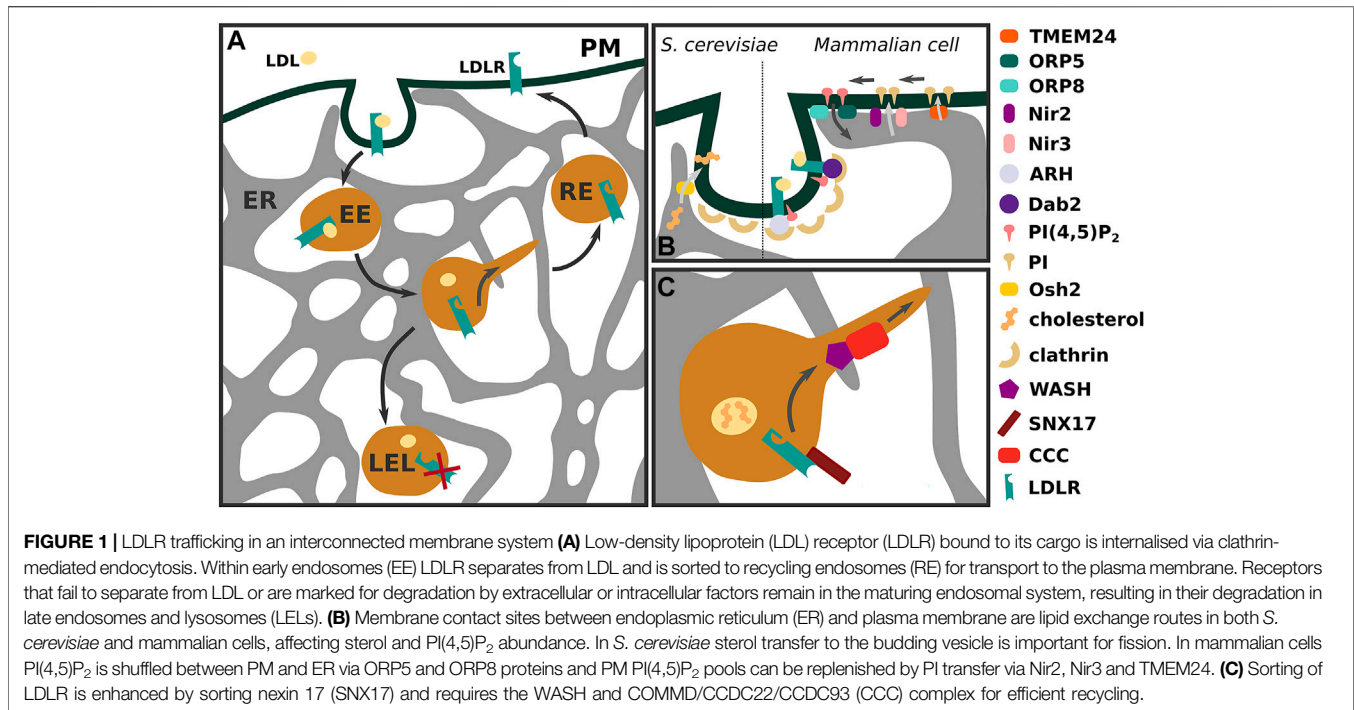 A
PM
LDL
LDLR
ER
EE
RE
LEL
S. cerevisiae
Mammalian cell
B
C
TMEM24
ORP5
ORP8
Nir2
Nir3
ARH
Dab2
PI(4,5)P₂
PI
Osh2
cholesterol
clathrin
WASH
SNX17
CCC
LDLR
FIGURE 1 | LDLR trafficking in an interconnected membrane system (A) Low-density lipoprotein (LDL) receptor (LDLR) bound to its cargo is internalised via clathrin-
mediated endocytosis. Within early endosomes (EE) LDLR separates from LDL and is sorted to recycling endosomes (RE) for transport to the plasma membrane. Receptors
that fail to separate from LDL or are marked for degradation by extracellular or intracellular factors remain in the maturing endosomal system, resulting in their degradation in
late endosomes and lysosomes (LELs). (B) Membrane contact sites between endoplasmic reticulum (ER) and plasma membrane are lipid exchange routes in both S.
cerevisiae and mammalian cells, affecting sterol and PI(4,5)P₂ abundance. In S. cerevisiae sterol transfer to the budding vesicle is important for fission. In mammalian cells
PI(4,5)P₂ is shuffled between PM and ER via ORP5 and ORP8 proteins and PM PI(4,5)P₂ pools can be replenished by PI transfer via Nir2, Nir3 and TMEM24. (C) Sorting of
LDLR is enhanced by sorting nexin 17 (SNX17) and requires the WASH and COMMD/CCDC22/CCDC93 (CCC) complex for efficient recycling.